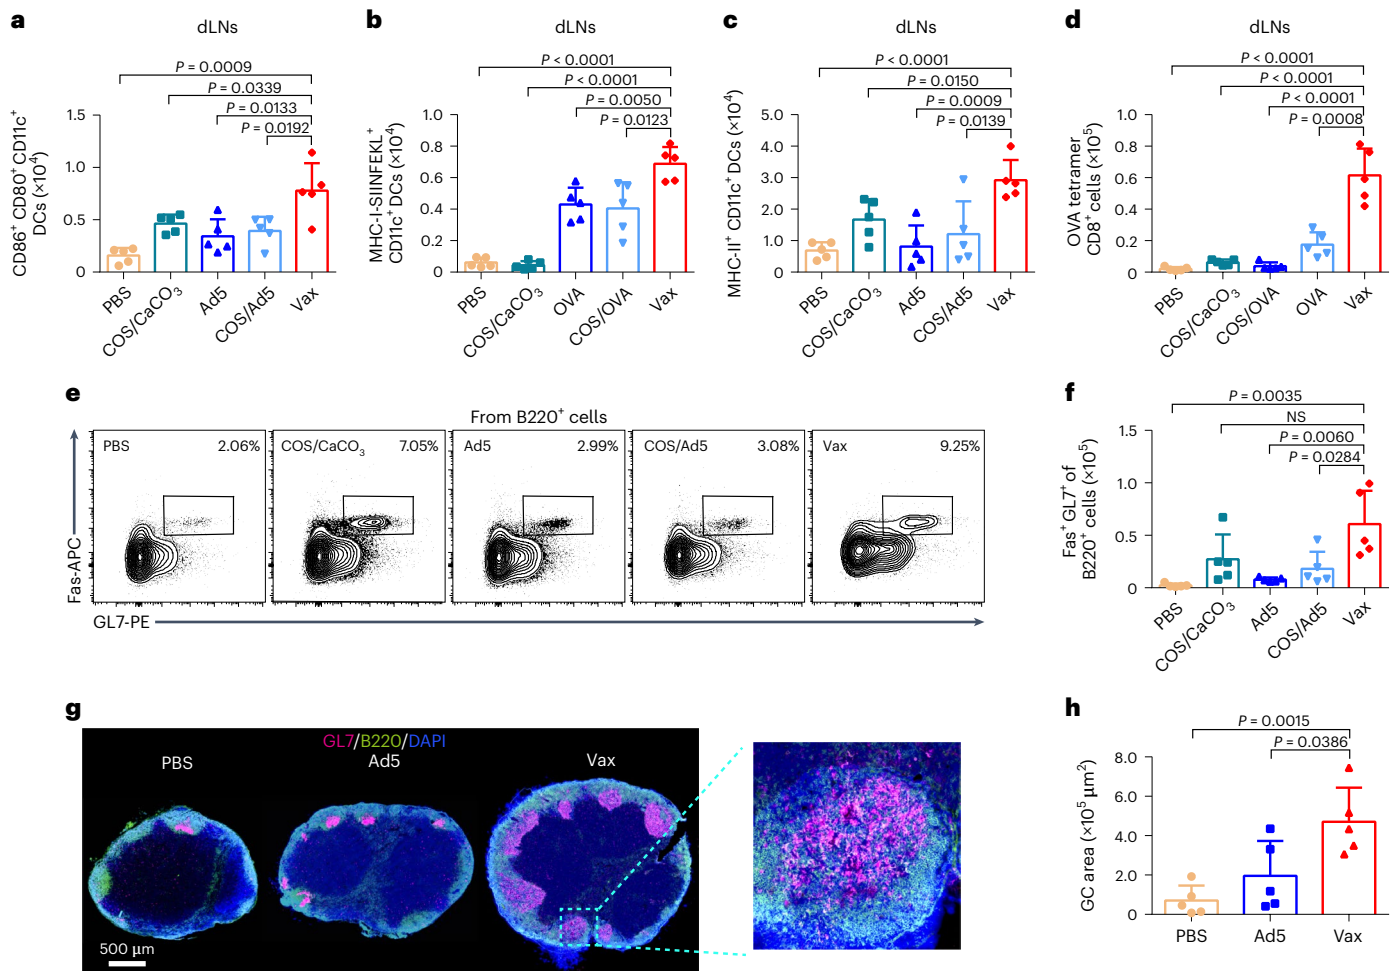 a
dLNs
P = 0.0009
P = 0.0339
P = 0.0133
P = 0.0192
CD86⁺ CD80⁺ CD11c⁺
DCs (×10⁴)
1.5
1.0
0.5
0
PBS
COS/CaCO₃
Ad5
COS/Ad5
Vax
b
dLNs
P < 0.0001
P < 0.0001
P = 0.0050
P = 0.0123
MHC-I-SIINFEKL⁺
CD11c⁺ DCs (×10⁴)
1.0
0.8
0.6
0.4
0.2
0
PBS
COS/CaCO₃
OVA
COS/OVA
Vax
c
dLNs
P < 0.0001
P = 0.0150
P = 0.0009
P = 0.0139
MHC-II⁺ CD11c⁺ DCs (×10⁴)
5.0
4.0
3.0
2.0
1.0
0
PBS
COS/CaCO₃
Ad5
COS/Ad5
Vax
d
dLNs
P < 0.0001
P < 0.0001
P < 0.0001
P = 0.0008
OVA tetramer
CD8⁺ cells (×10⁵)
1.0
0.8
0.6
0.4
0.2
0
PBS
COS/CaCO₃
COS/OVA
OVA
Vax
e
From B220⁺ cells
PBS 2.06%
COS/CaCO₃ 7.05%
Ad5 2.99%
COS/Ad5 3.08%
Vax 9.25%
Fas-APC
GL7-PE
f
P = 0.0035
NS
P = 0.0060
P = 0.0284
Fas⁺ GL7⁺ of
B220⁺ cells (×10⁵)
1.5
1.0
0.5
0
PBS
COS/CaCO₃
Ad5
COS/Ad5
Vax
g
GL7/B220/DAPI
PBS
Ad5
Vax
500 µm
h
P = 0.0015
P = 0.0386
GC area (×10⁵ µm²)
8.0
6.0
4.0
2.0
0
PBS
Ad5
Vax